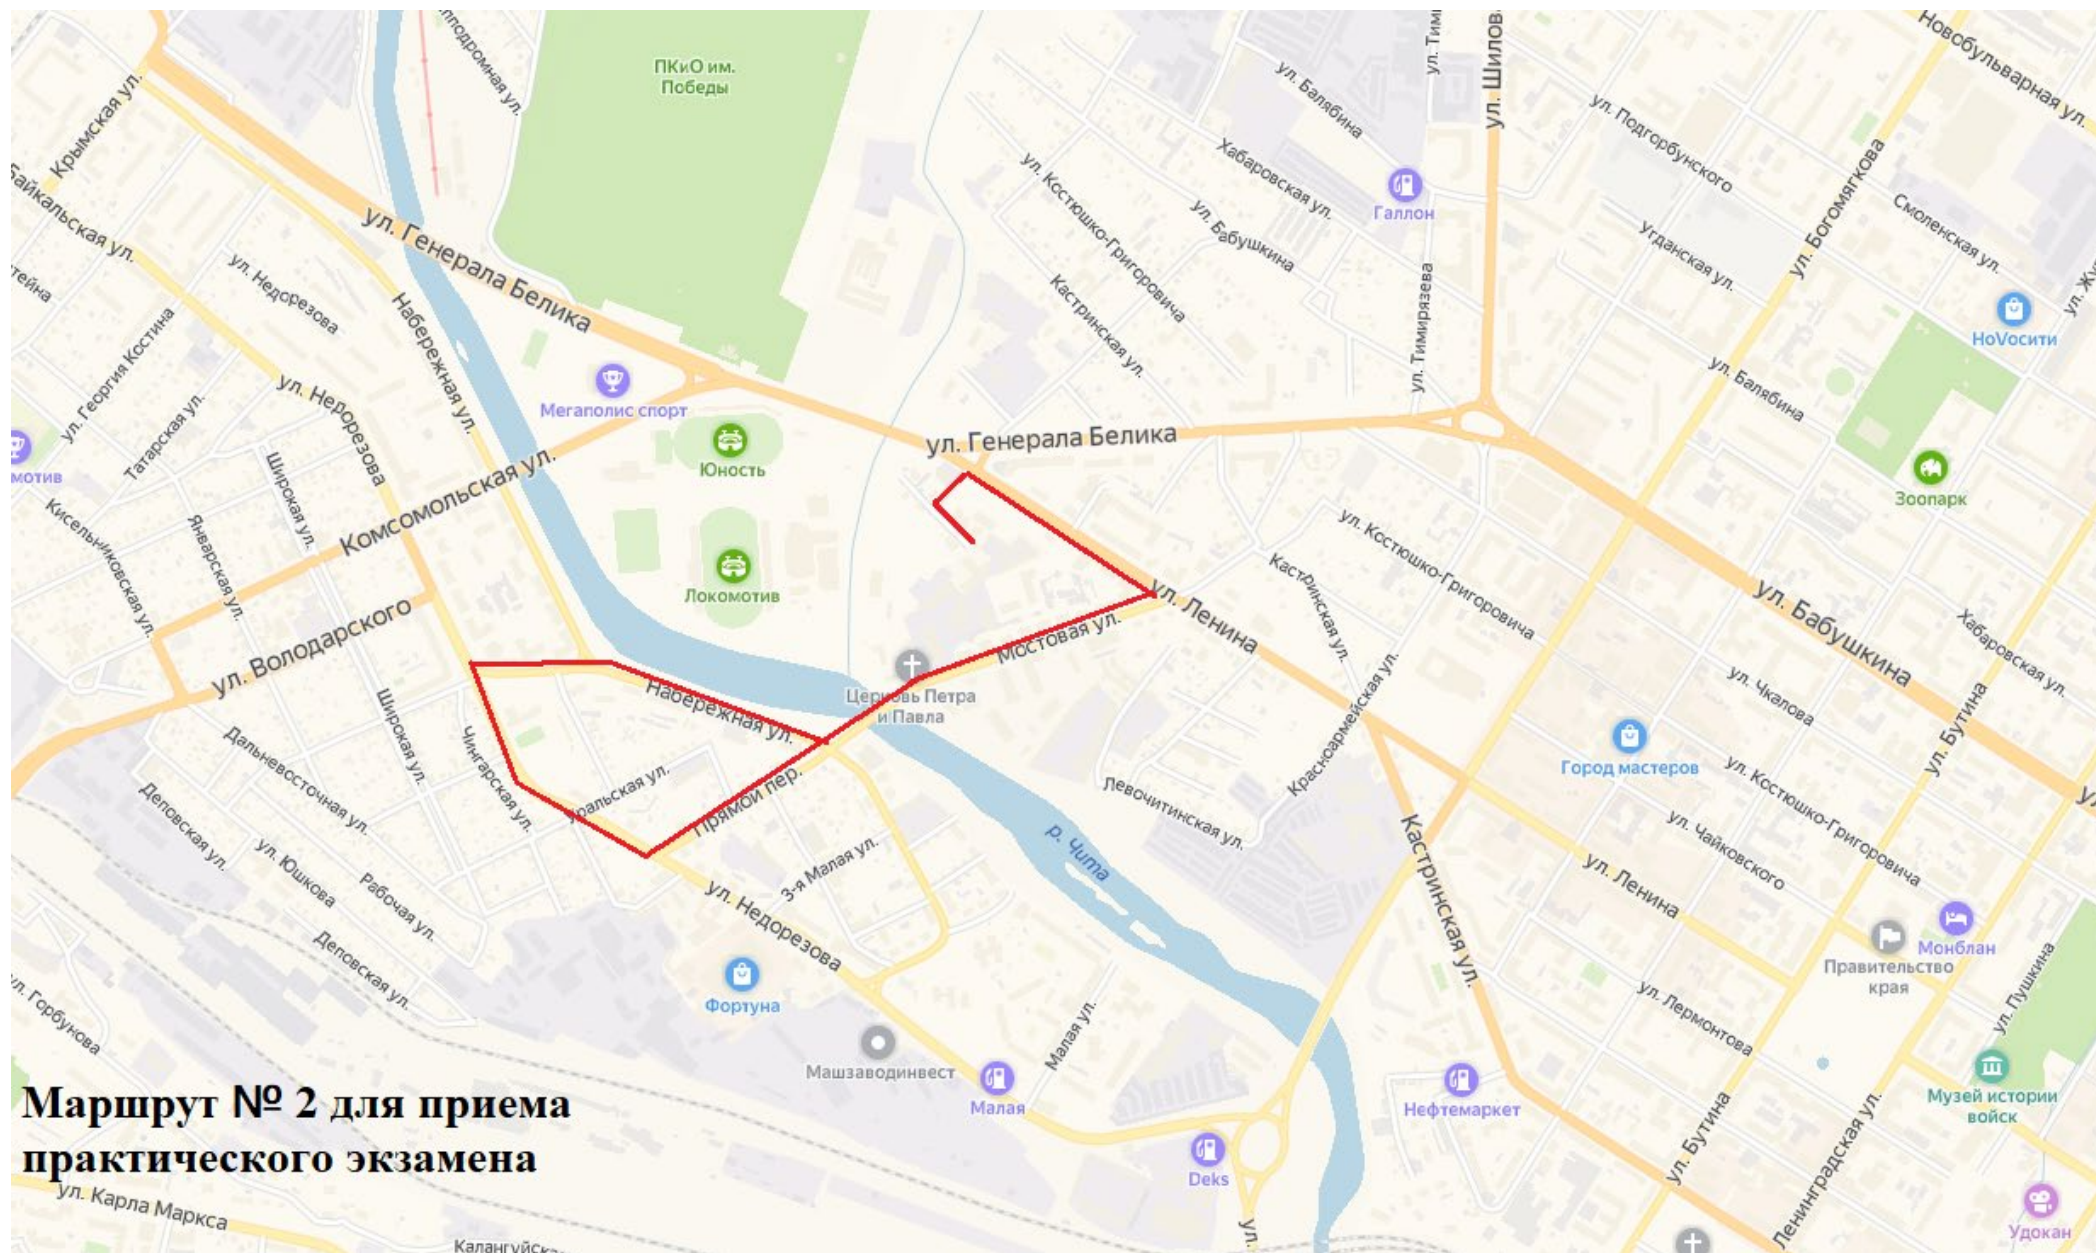 ПКиО им.
Победы
Крымская ул.
Байкальская ул.
ул. Генерала Белика
ул. Недорезова
Набережная ул.
ул. Георгия Костина
Татарская ул.
ул. Нерорезова
Мегаполис спорт
Юность
Локомотив
Комсомольская ул.
Широкая ул.
Январская ул.
Кисельниковская ул.
ул. Володарского
ул. Генерала Белика
ул. Костюшко-Григоровича
Кастринская ул.
ул. Балябина
Хабаровская ул.
ул. Бабушкина
Галлон
ул. Тимирязева
ул. Шилов
ул. Подгорбунского
Новобульварная ул.
ул. Богомягкова
Смоленская ул.
Угданская ул.
НоVосити
ул. Балябина
Зоопарк
ул. Костюшко-Григоровича
Кастринская ул.
ул. Ленина
Мостовая ул.
Церковь Петра
и Павла
Набережная ул.
Прямой пер.
Уральская ул.
Чингарская ул.
Широкая ул.
Дальневосточная ул.
Деповская ул.
ул. Юшкова
Рабочая ул.
Деповская ул.
3-я Малая ул.
ул. Недорезова
Фортуна
Машзаводинвест
Малая
Малая ул.
р. Чита
Левочитинская ул.
Красноармейская ул.
Кастринская ул.
ул. Бабушкина
Хабаровская ул.
ул. Чкалова
ул. Бутина
Город мастеров
ул. Костюшко-Григоровича
ул. Чайковского
ул. Ленина
Монблан
Правительство
края
ул. Пушкина
ул. Лермонтова
Музей истории
войск
Нефтемаркет
Deks
ул. Бутина
Ленинградская ул.
Удокан
ул. Горбунова
Маршрут № 2 для приема
практического экзамена
ул. Карла Маркса